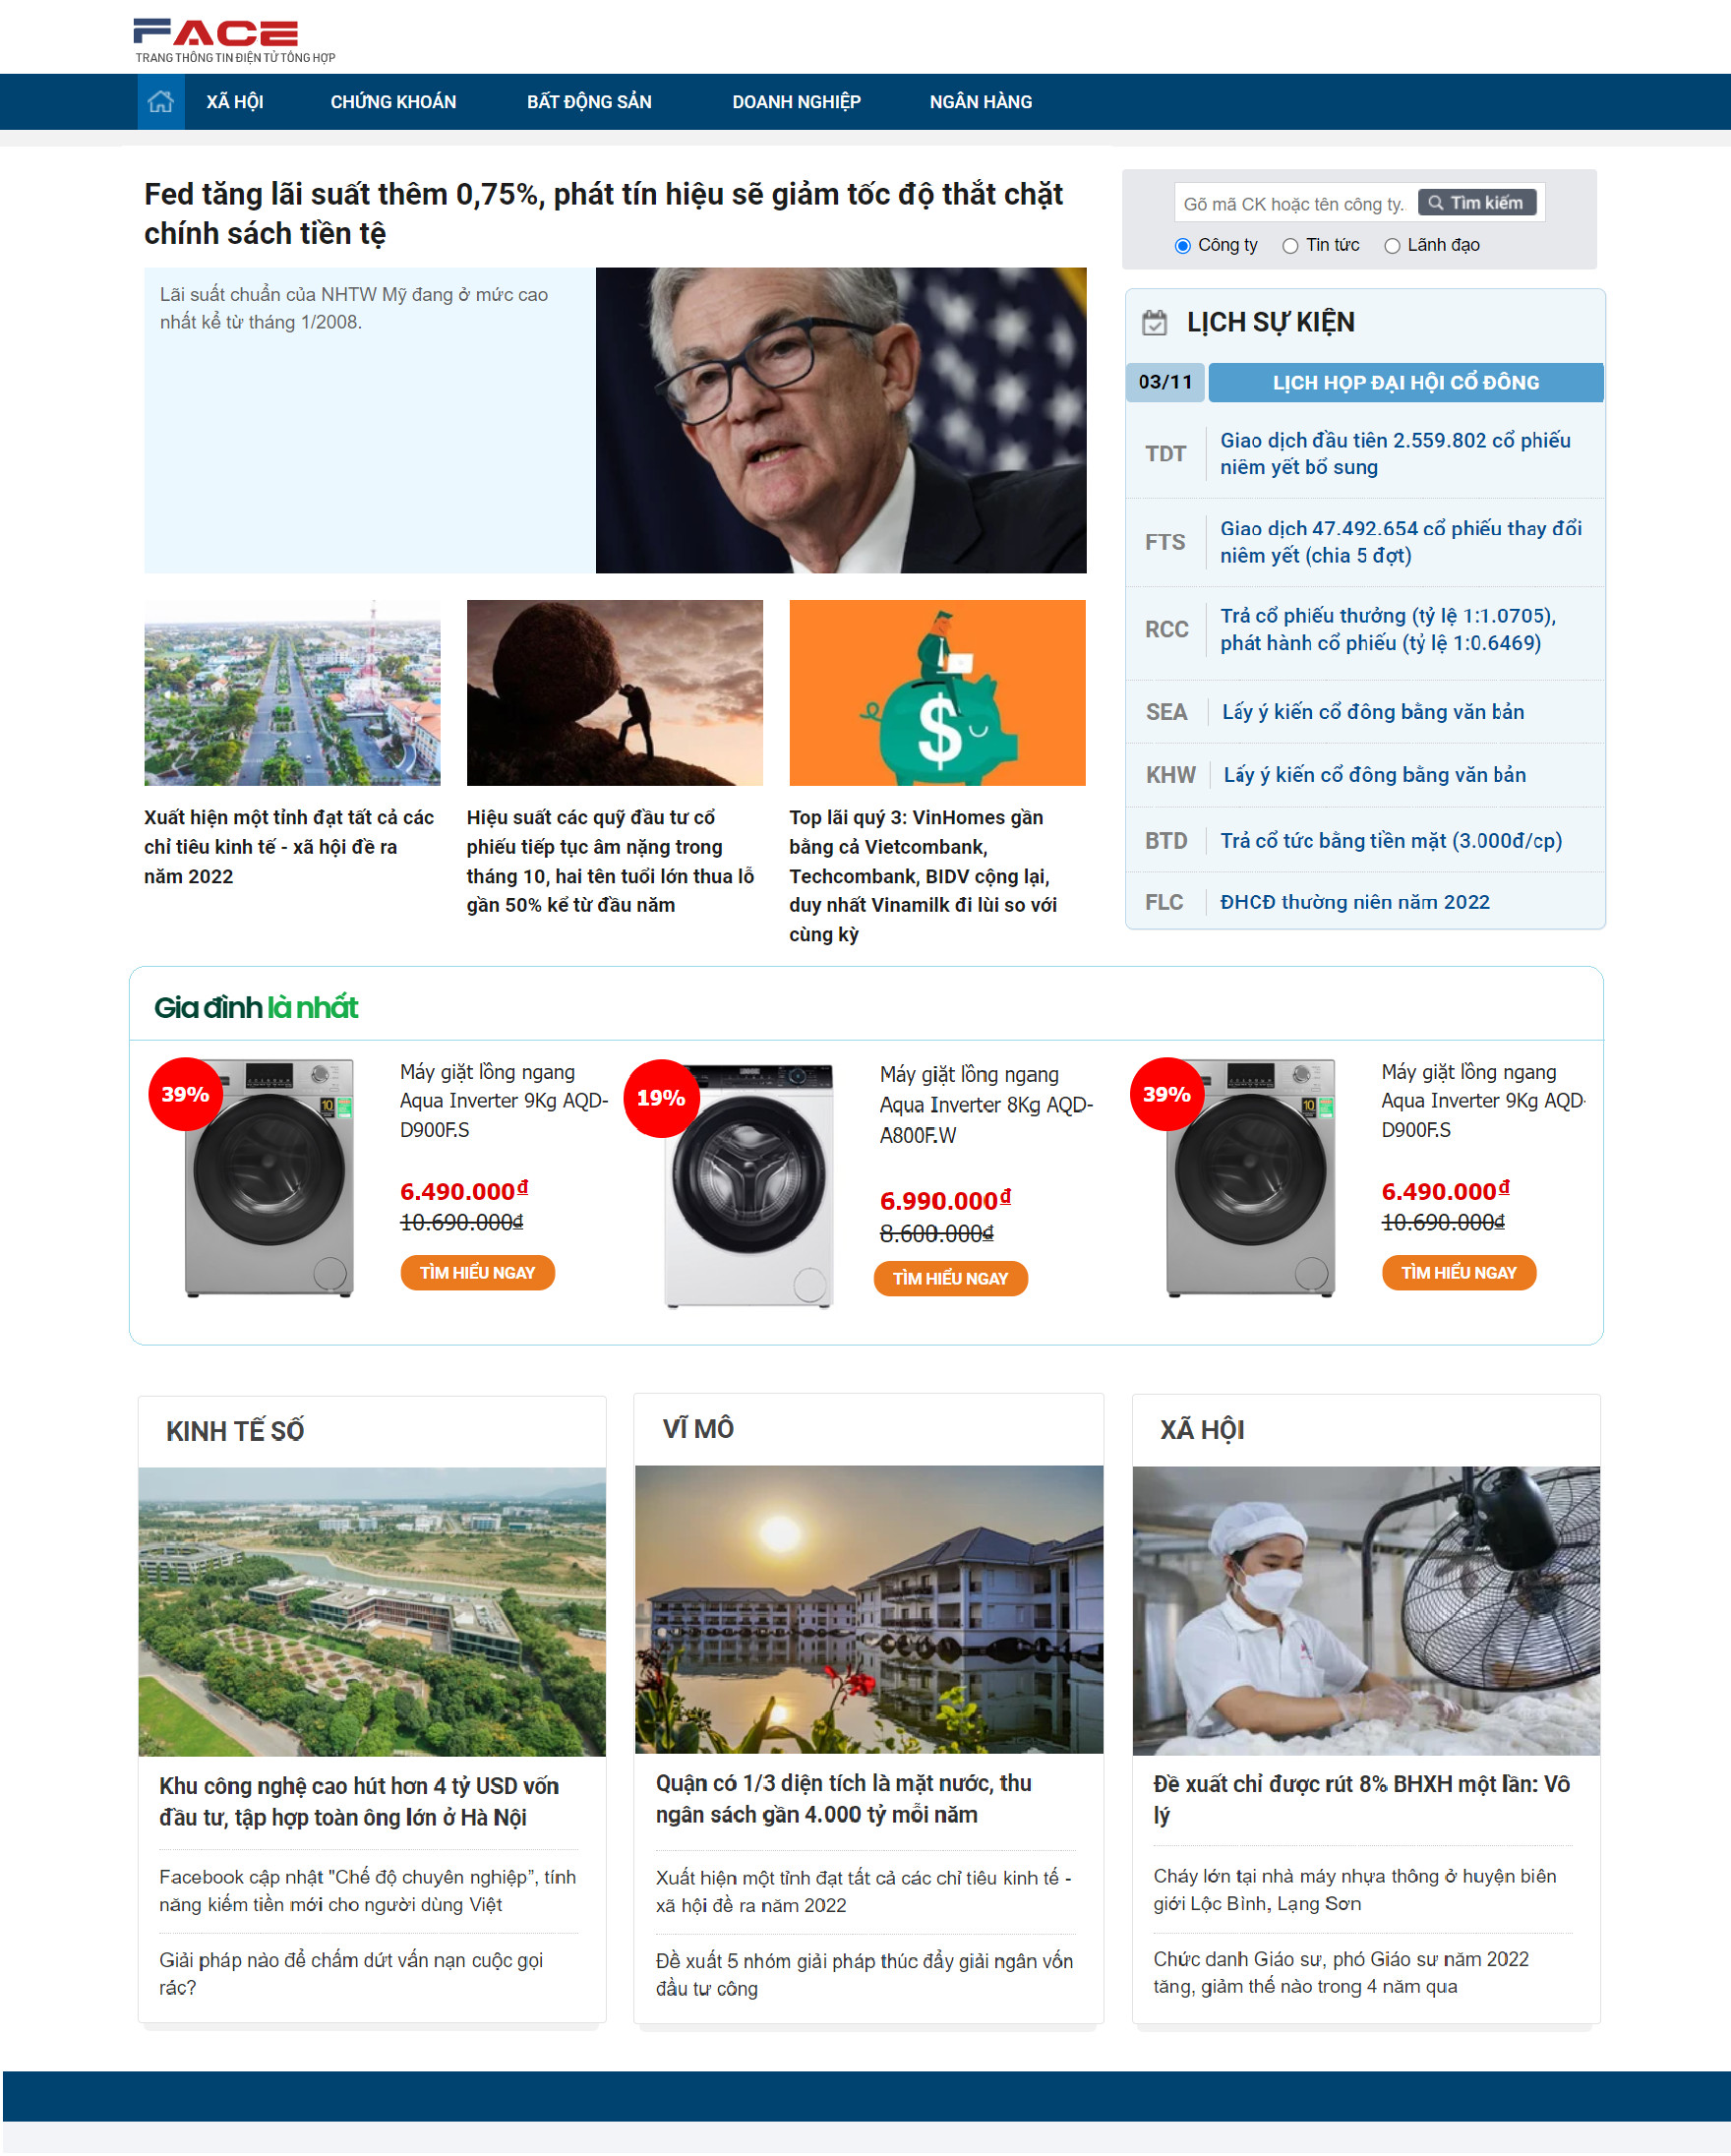 FACE
TRANG THÔNG TIN ĐIỆN TỬ TỔNG HỢP
XÃ HỘI
CHỨNG KHOÁN
BẤT ĐỘNG SẢN
DOANH NGHIỆP
NGÂN HÀNG
Fed tăng lãi suất thêm 0,75%, phát tín hiệu sẽ giảm tốc độ thắt chặt
chính sách tiền tệ
Lãi suất chuẩn của NHTW Mỹ đang ở mức cao
nhất kể từ tháng 1/2008.
Xuất hiện một tỉnh đạt tất cả các
chỉ tiêu kinh tế - xã hội đề ra
năm 2022
Hiệu suất các quỹ đầu tư cổ
phiếu tiếp tục âm nặng trong
tháng 10, hai tên tuổi lớn thua lỗ
gần 50% kể từ đầu năm
$
Top lãi quý 3: VinHomes gần
bằng cả Vietcombank,
Techcombank, BIDV cộng lại,
duy nhất Vinamilk đi lùi so với
cùng kỳ
Gõ mã CK hoặc tên công ty..
Tìm kiếm
Công ty
Tin tức
Lãnh đạo
LỊCH SỰ KIỆN
03/11
LỊCH HỌP ĐẠI HỘI CỔ ĐÔNG
TDT
Giao dịch đầu tiên 2.559.802 cổ phiếu
niêm yết bổ sung
FTS
Giao dịch 47.492.654 cổ phiếu thay đổi
niêm yết (chia 5 đợt)
RCC
Trả cổ phiếu thưởng (tỷ lệ 1:1.0705),
phát hành cổ phiếu (tỷ lệ 1:0.6469)
SEA
Lấy ý kiến cổ đông bằng văn bản
KHW
Lấy ý kiến cổ đông bằng văn bản
BTD
Trả cổ tức bằng tiền mặt (3.000đ/cp)
FLC
ĐHCĐ thường niên năm 2022
Gia đình là nhất
39%
Máy giặt lồng ngang
Aqua Inverter 9Kg AQD-
D900F.S
6.490.000₫
10.690.000₫
TÌM HIỂU NGAY
19%
Máy giặt lồng ngang
Aqua Inverter 8Kg AQD-
A800F.W
6.990.000₫
8.600.000₫
TÌM HIỂU NGAY
39%
Máy giặt lồng ngang
Aqua Inverter 9Kg AQD-
D900F.S
6.490.000₫
10.690.000₫
TÌM HIỂU NGAY
KINH TẾ SỐ
Khu công nghệ cao hút hơn 4 tỷ USD vốn
đầu tư, tập hợp toàn ông lớn ở Hà Nội
Facebook cập nhật "Chế độ chuyên nghiệp”, tính
năng kiếm tiền mới cho người dùng Việt
Giải pháp nào để chấm dứt vấn nạn cuộc gọi
rác?
VĨ MÔ
Quận có 1/3 diện tích là mặt nước, thu
ngân sách gần 4.000 tỷ mỗi năm
Xuất hiện một tỉnh đạt tất cả các chỉ tiêu kinh tế -
xã hội đề ra năm 2022
Đề xuất 5 nhóm giải pháp thúc đẩy giải ngân vốn
đầu tư công
XÃ HỘI
Đề xuất chỉ được rút 8% BHXH một lần: Vô
lý
Cháy lớn tại nhà máy nhựa thông ở huyện biên
giới Lộc Bình, Lạng Sơn
Chức danh Giáo sư, phó Giáo sư năm 2022
tăng, giảm thế nào trong 4 năm qua